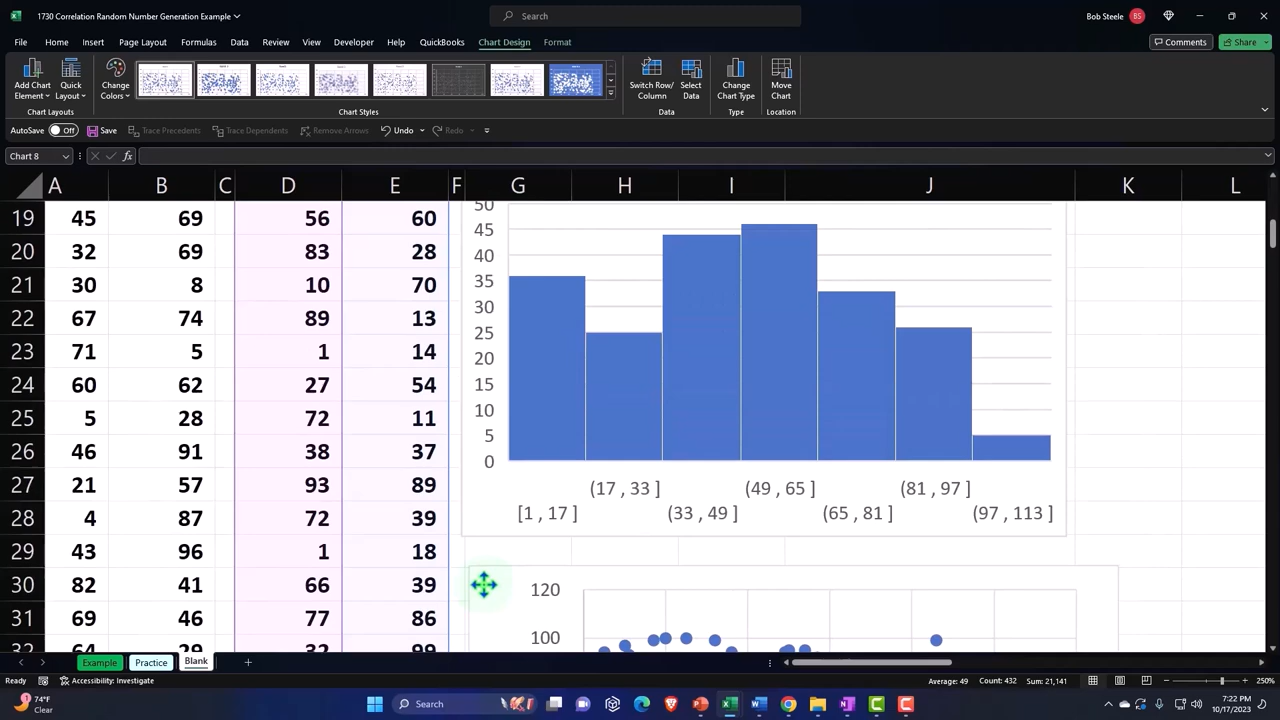 1730 Correlation Random Number Generation Example
Search
Bob Steele BS
File Home Insert Page Layout Formulas Data Review View Developer Help QuickBooks Chart Design Format
Comments Share
Add Chart Element Quick Layout Change Colors Switch Row/Column Select Data Change Chart Type Move Chart
Chart Layouts Chart Styles Data Type Location
AutoSave Off Save Trace Precedents Trace Dependents Remove Arrows Undo Redo
Chart 8 fx
A B C D E F G H I J K L
19 45 69 56 60
20 32 69 83 28
21 30 8 10 70
22 67 74 89 13
23 71 5 1 14
24 60 62 27 54
25 5 28 72 11
26 46 91 38 37
27 21 57 93 89
28 4 87 72 39
29 43 96 1 18
30 82 41 66 39
31 69 46 77 86
32 64 29 32 99
50
45
40
35
30
25
20
15
10
5
0
(17 , 33 ] (49 , 65 ] (81 , 97 ]
[1 , 17 ] (33 , 49 ] (65 , 81 ] (97 , 113 ]
120
100
Example Practice Blank
Ready Accessibility: Investigate Average: 49 Count: 432 Sum: 21,141 250%
74°F
Clear
Search
7:22 PM
10/17/2023